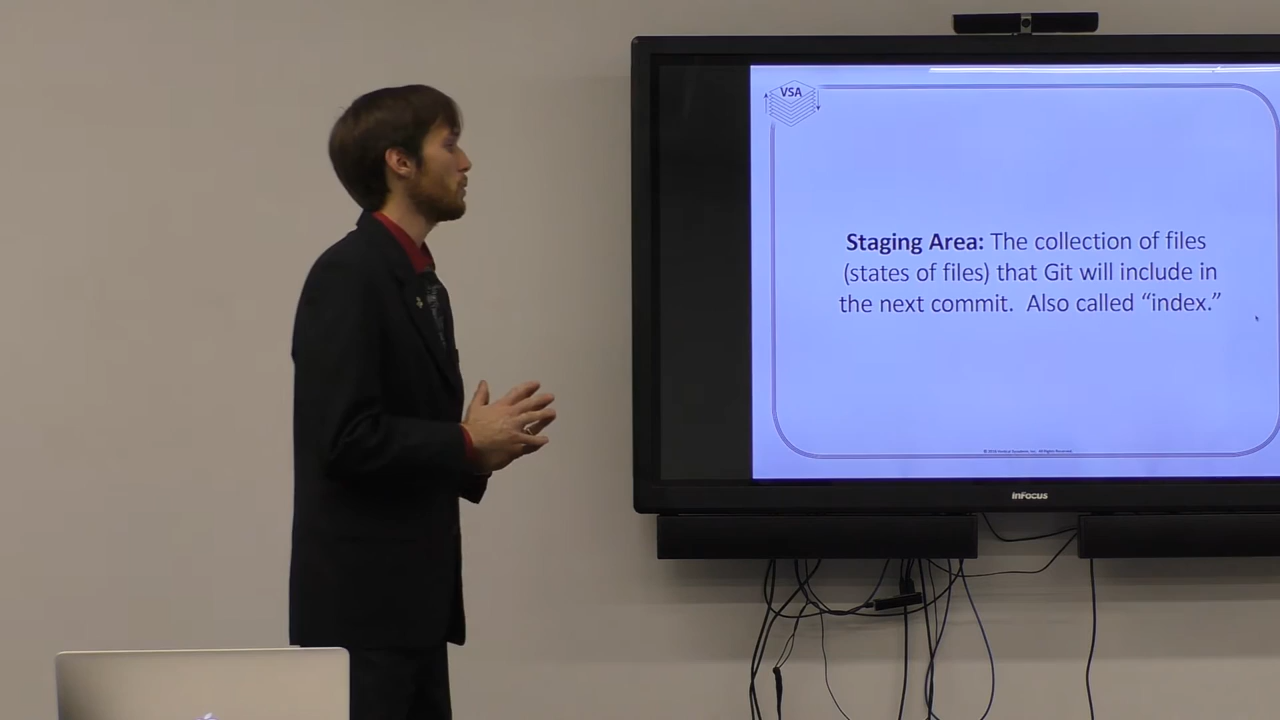 VSA
Staging Area: The collection of files
(states of files) that Git will include in
the next commit.  Also called “index.”
InFocus